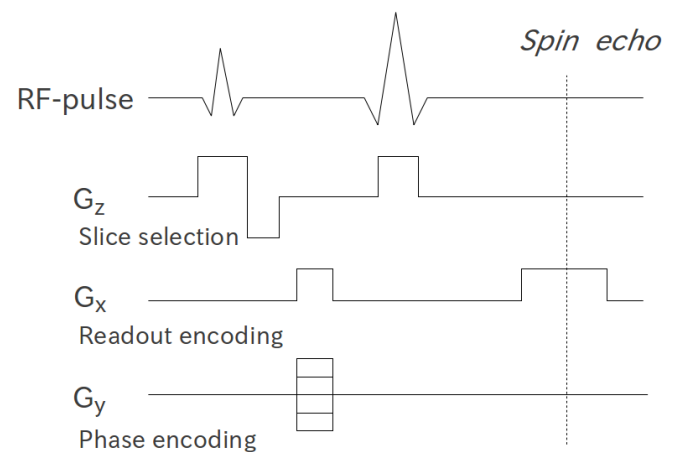 Spin echo
RF-pulse
Gz
Slice selection
Gx
Readout encoding
Gy
Phase encoding